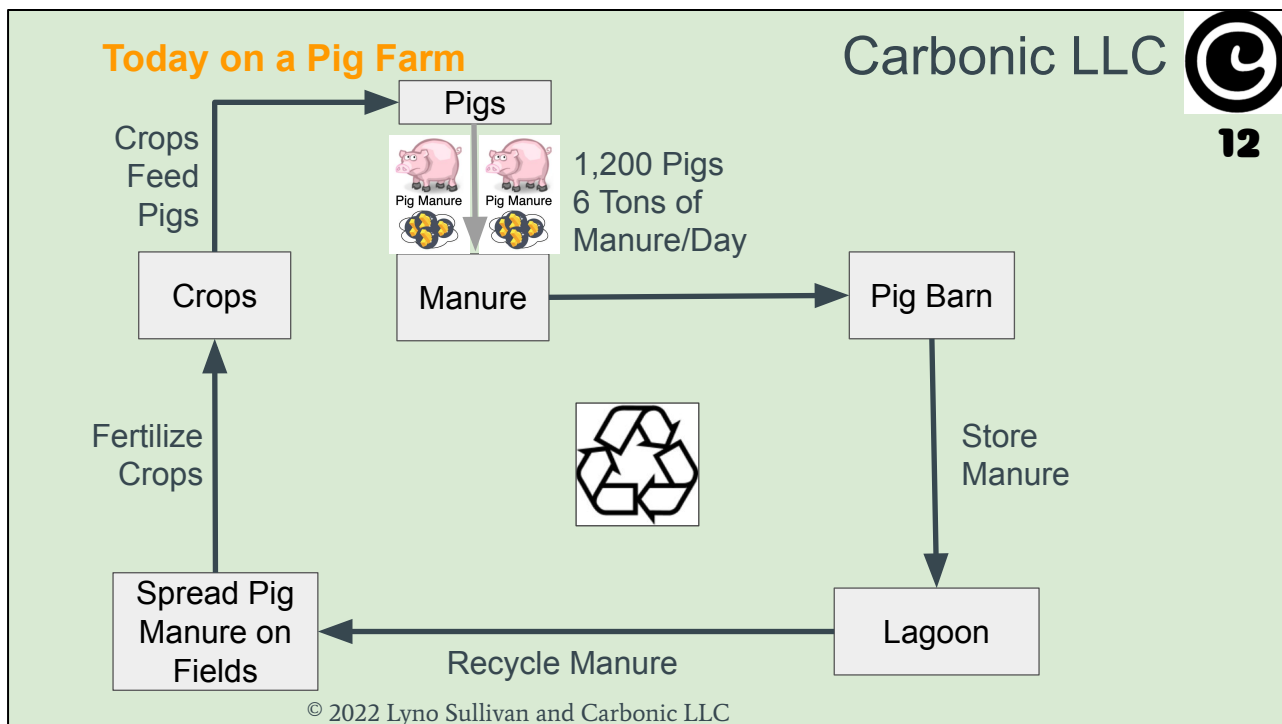 Today on a Pig Farm
Carbonic LLC
C
12
Pigs
Crops
Feed
Pigs
Pig Manure
Pig Manure
1,200 Pigs
6 Tons of
Manure/Day
Crops
Manure
Pig Barn
Fertilize
Crops
Store
Manure
Spread Pig
Manure on
Fields
Lagoon
Recycle Manure
© 2022 Lyno Sullivan and Carbonic LLC